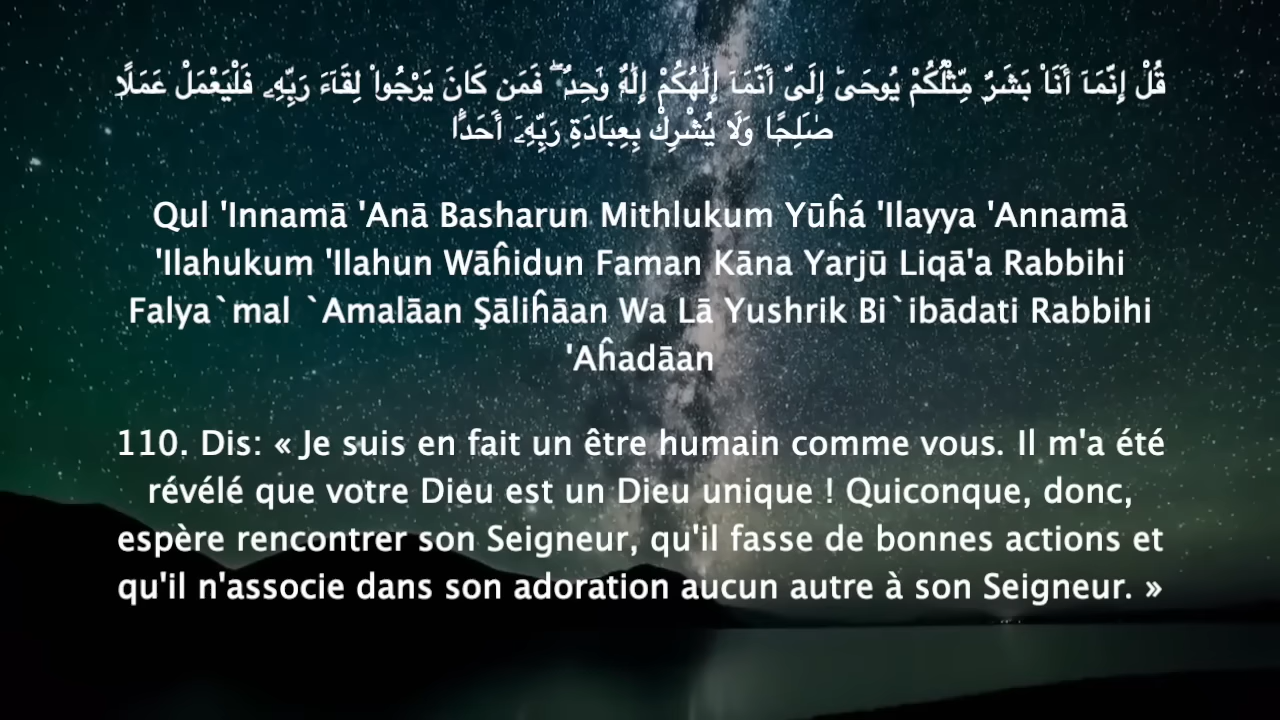 قُلْ إِنَّمَآ أَنَا۠ بَشَرٌ مِّثْلُكُمْ يُوحَىٰٓ إِلَىَّ أَنَّمَآ إِلَٰهُكُمْ إِلَٰهٌ وَٰحِدٌ ۖ فَمَن كَانَ يَرْجُوا۟ لِقَآءَ رَبِّهِۦ فَلْيَعْمَلْ عَمَلًا
صَٰلِحًا وَلَا يُشْرِكْ بِعِبَادَةِ رَبِّهِۦٓ أَحَدًۢا
Qul 'Innamā 'Anā Basharun Mithlukum Yūĥá 'Ilayya 'Annamā
'Ilahukum 'Ilahun Wāĥidun Faman Kāna Yarjū Liqā'a Rabbihi
Falya`mal `Amalāan Şāliĥāan Wa Lā Yushrik Bi`ibādati Rabbihi
'Aĥadāan
110. Dis: « Je suis en fait un être humain comme vous. Il m'a été
révélé que votre Dieu est un Dieu unique ! Quiconque, donc,
espère rencontrer son Seigneur, qu'il fasse de bonnes actions et
qu'il n'associe dans son adoration aucun autre à son Seigneur. »